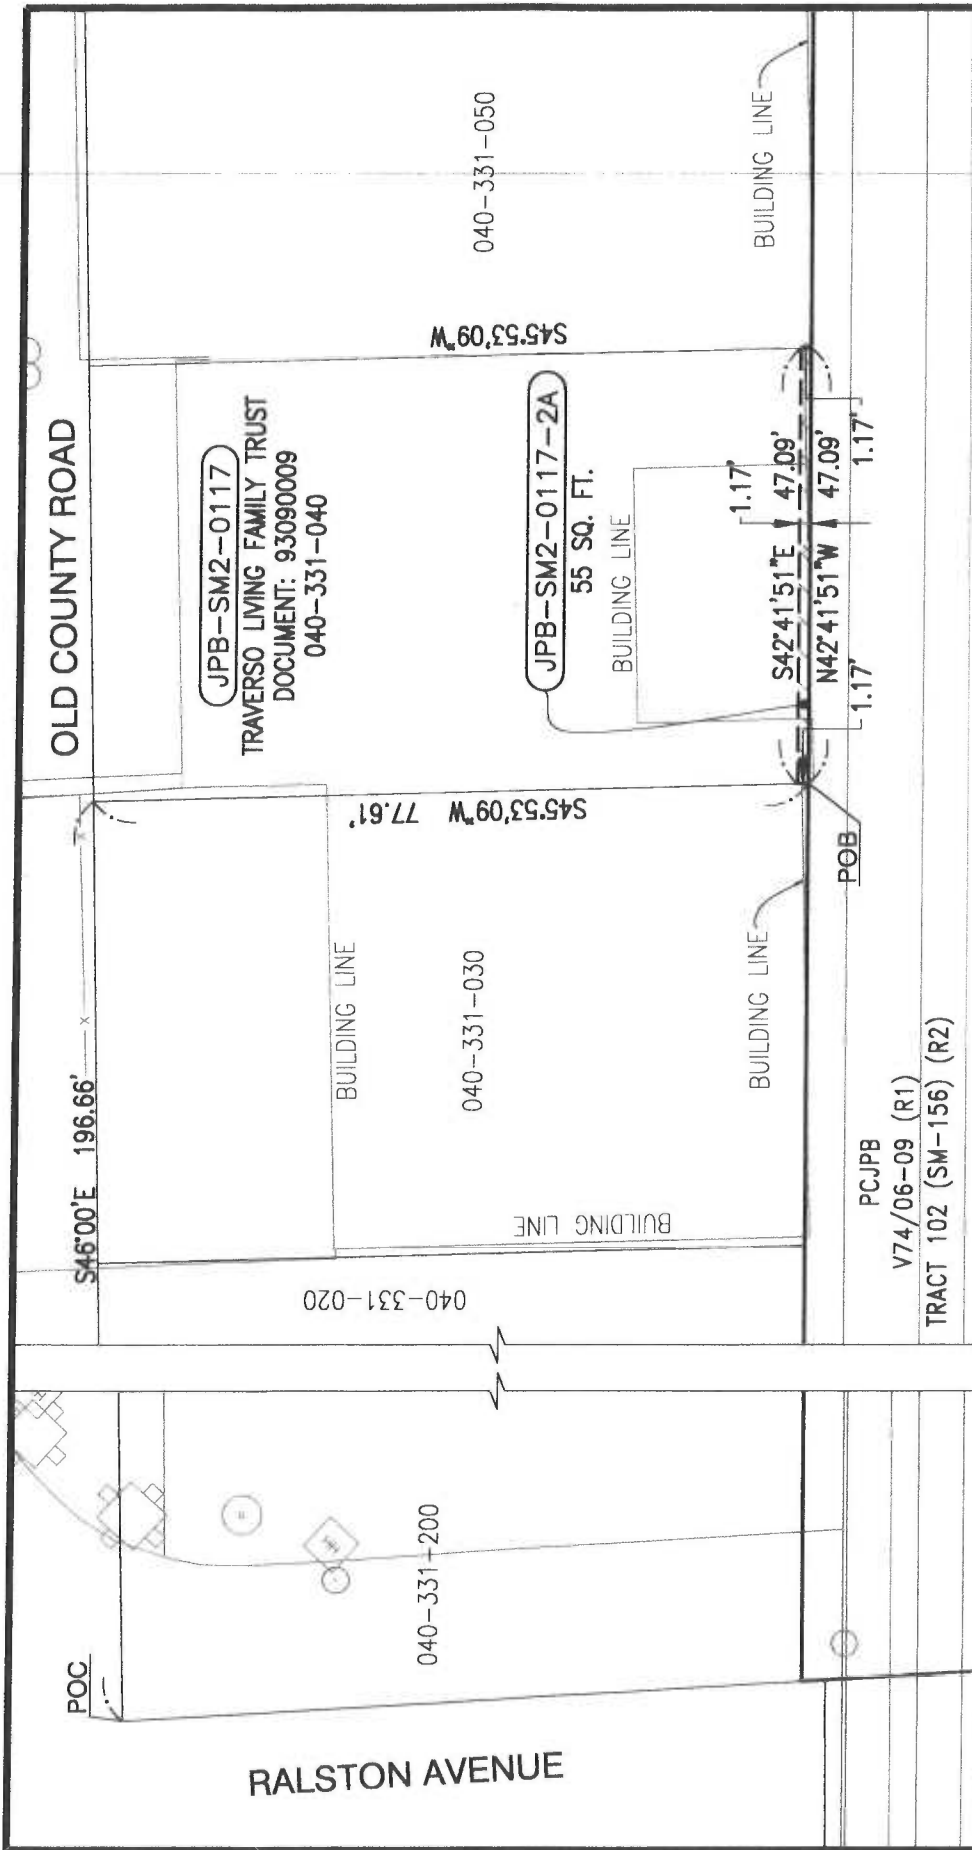 OLD COUNTY ROAD
S46°00'E 196.66'
x
x
POC
JPB-SM2-0117
TRAVERSO LIVING FAMILY TRUST
DOCUMENT: 93090009
040-331-040
040-331-050
S45°53'09"W
S45°53'09"W 77.61'
BUILDING LINE
040-331-030
BUILDING LINE
040-331-020
040-331-200
RALSTON AVENUE
JPB-SM2-0117-2A
55 SQ. FT.
BUILDING LINE
1.17'
S42°41'51"E 47.09'
N42°41'51"W 47.09'
1.17'
1.17'
BUILDING LINE
BUILDING LINE
POB
PCJPB
V74/06-09 (R1)
TRACT 102 (SM-156) (R2)